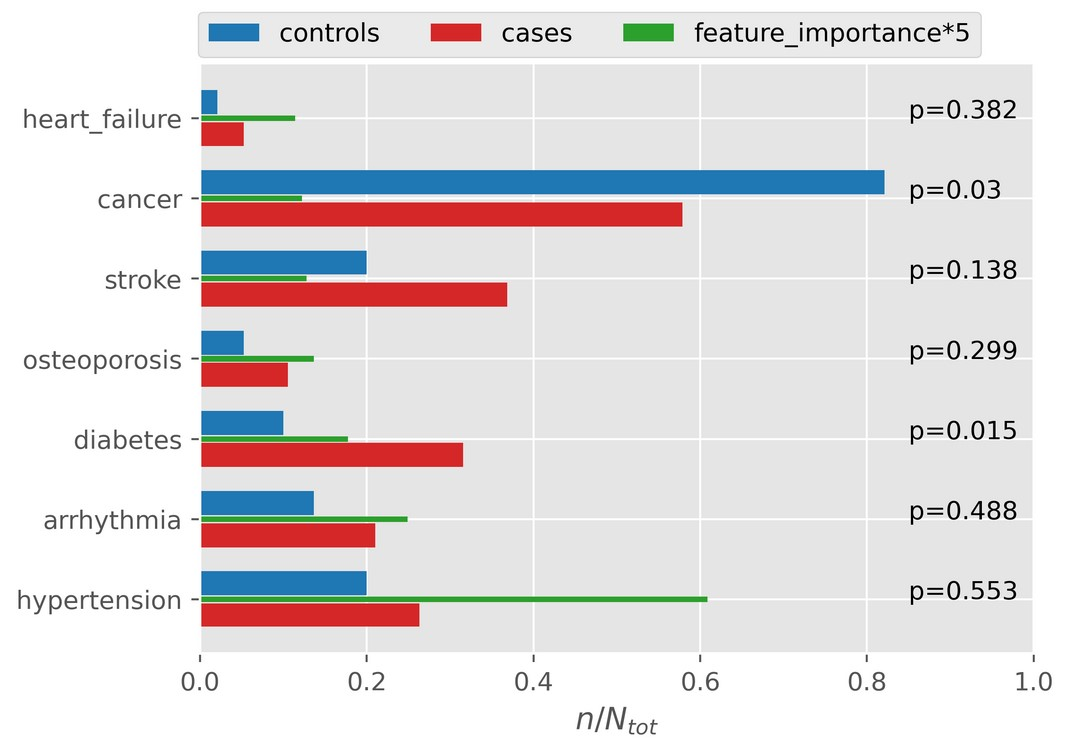 controls cases feature_importance*5
heart_failure p=0.382
cancer p=0.03
stroke p=0.138
osteoporosis p=0.299
diabetes p=0.015
arrhythmia p=0.488
hypertension p=0.553
0.0 0.2 0.4 0.6 0.8 1.0
n/N_tot